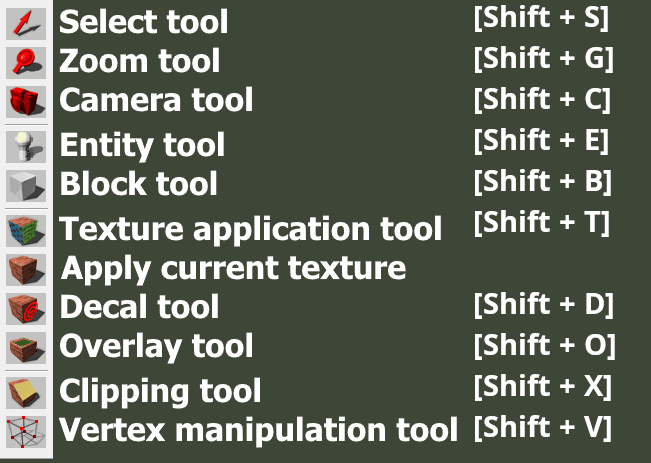 Select tool [Shift + S]
Zoom tool [Shift + G]
Camera tool [Shift + C]
Entity tool [Shift + E]
Block tool [Shift + B]
Texture application tool [Shift + T]
Apply current texture
Decal tool [Shift + D]
Overlay tool [Shift + O]
Clipping tool [Shift + X]
Vertex manipulation tool [Shift + V]